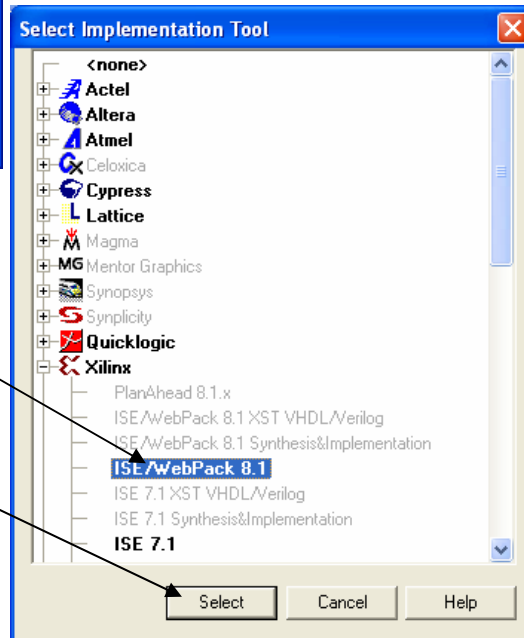 Select Implementation Tool
<none>
Actel
Altera
Atmel
Celoxica
Cypress
Lattice
Magma
MG Mentor Graphics
Synopsys
Synplicity
Quicklogic
Xilinx
PlanAhead 8.1.x
ISE/WebPack 8.1 XST VHDL/Verilog
ISE/WebPack 8.1 Synthesis&Implementation
ISE/WebPack 8.1
ISE 7.1 XST VHDL/Verilog
ISE 7.1 Synthesis&Implementation
ISE 7.1
Select Cancel Help